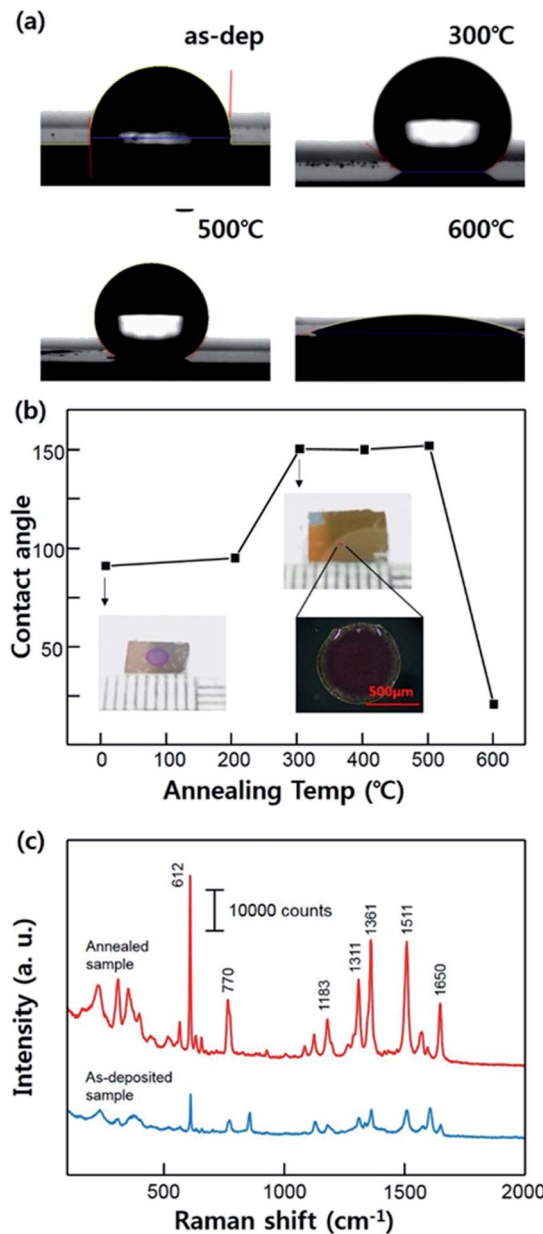 (a)
as-dep
300℃
500℃
600℃
(b)
Contact angle
150
100
50
500μm
0
100
200
300
400
500
600
Annealing Temp (℃)
(c)
Intensity (a. u.)
612
10000 counts
Annealed
sample
770
1183
1311
1361
1511
1650
As-deposited
sample
500
1000
1500
2000
Raman shift (cm⁻¹)